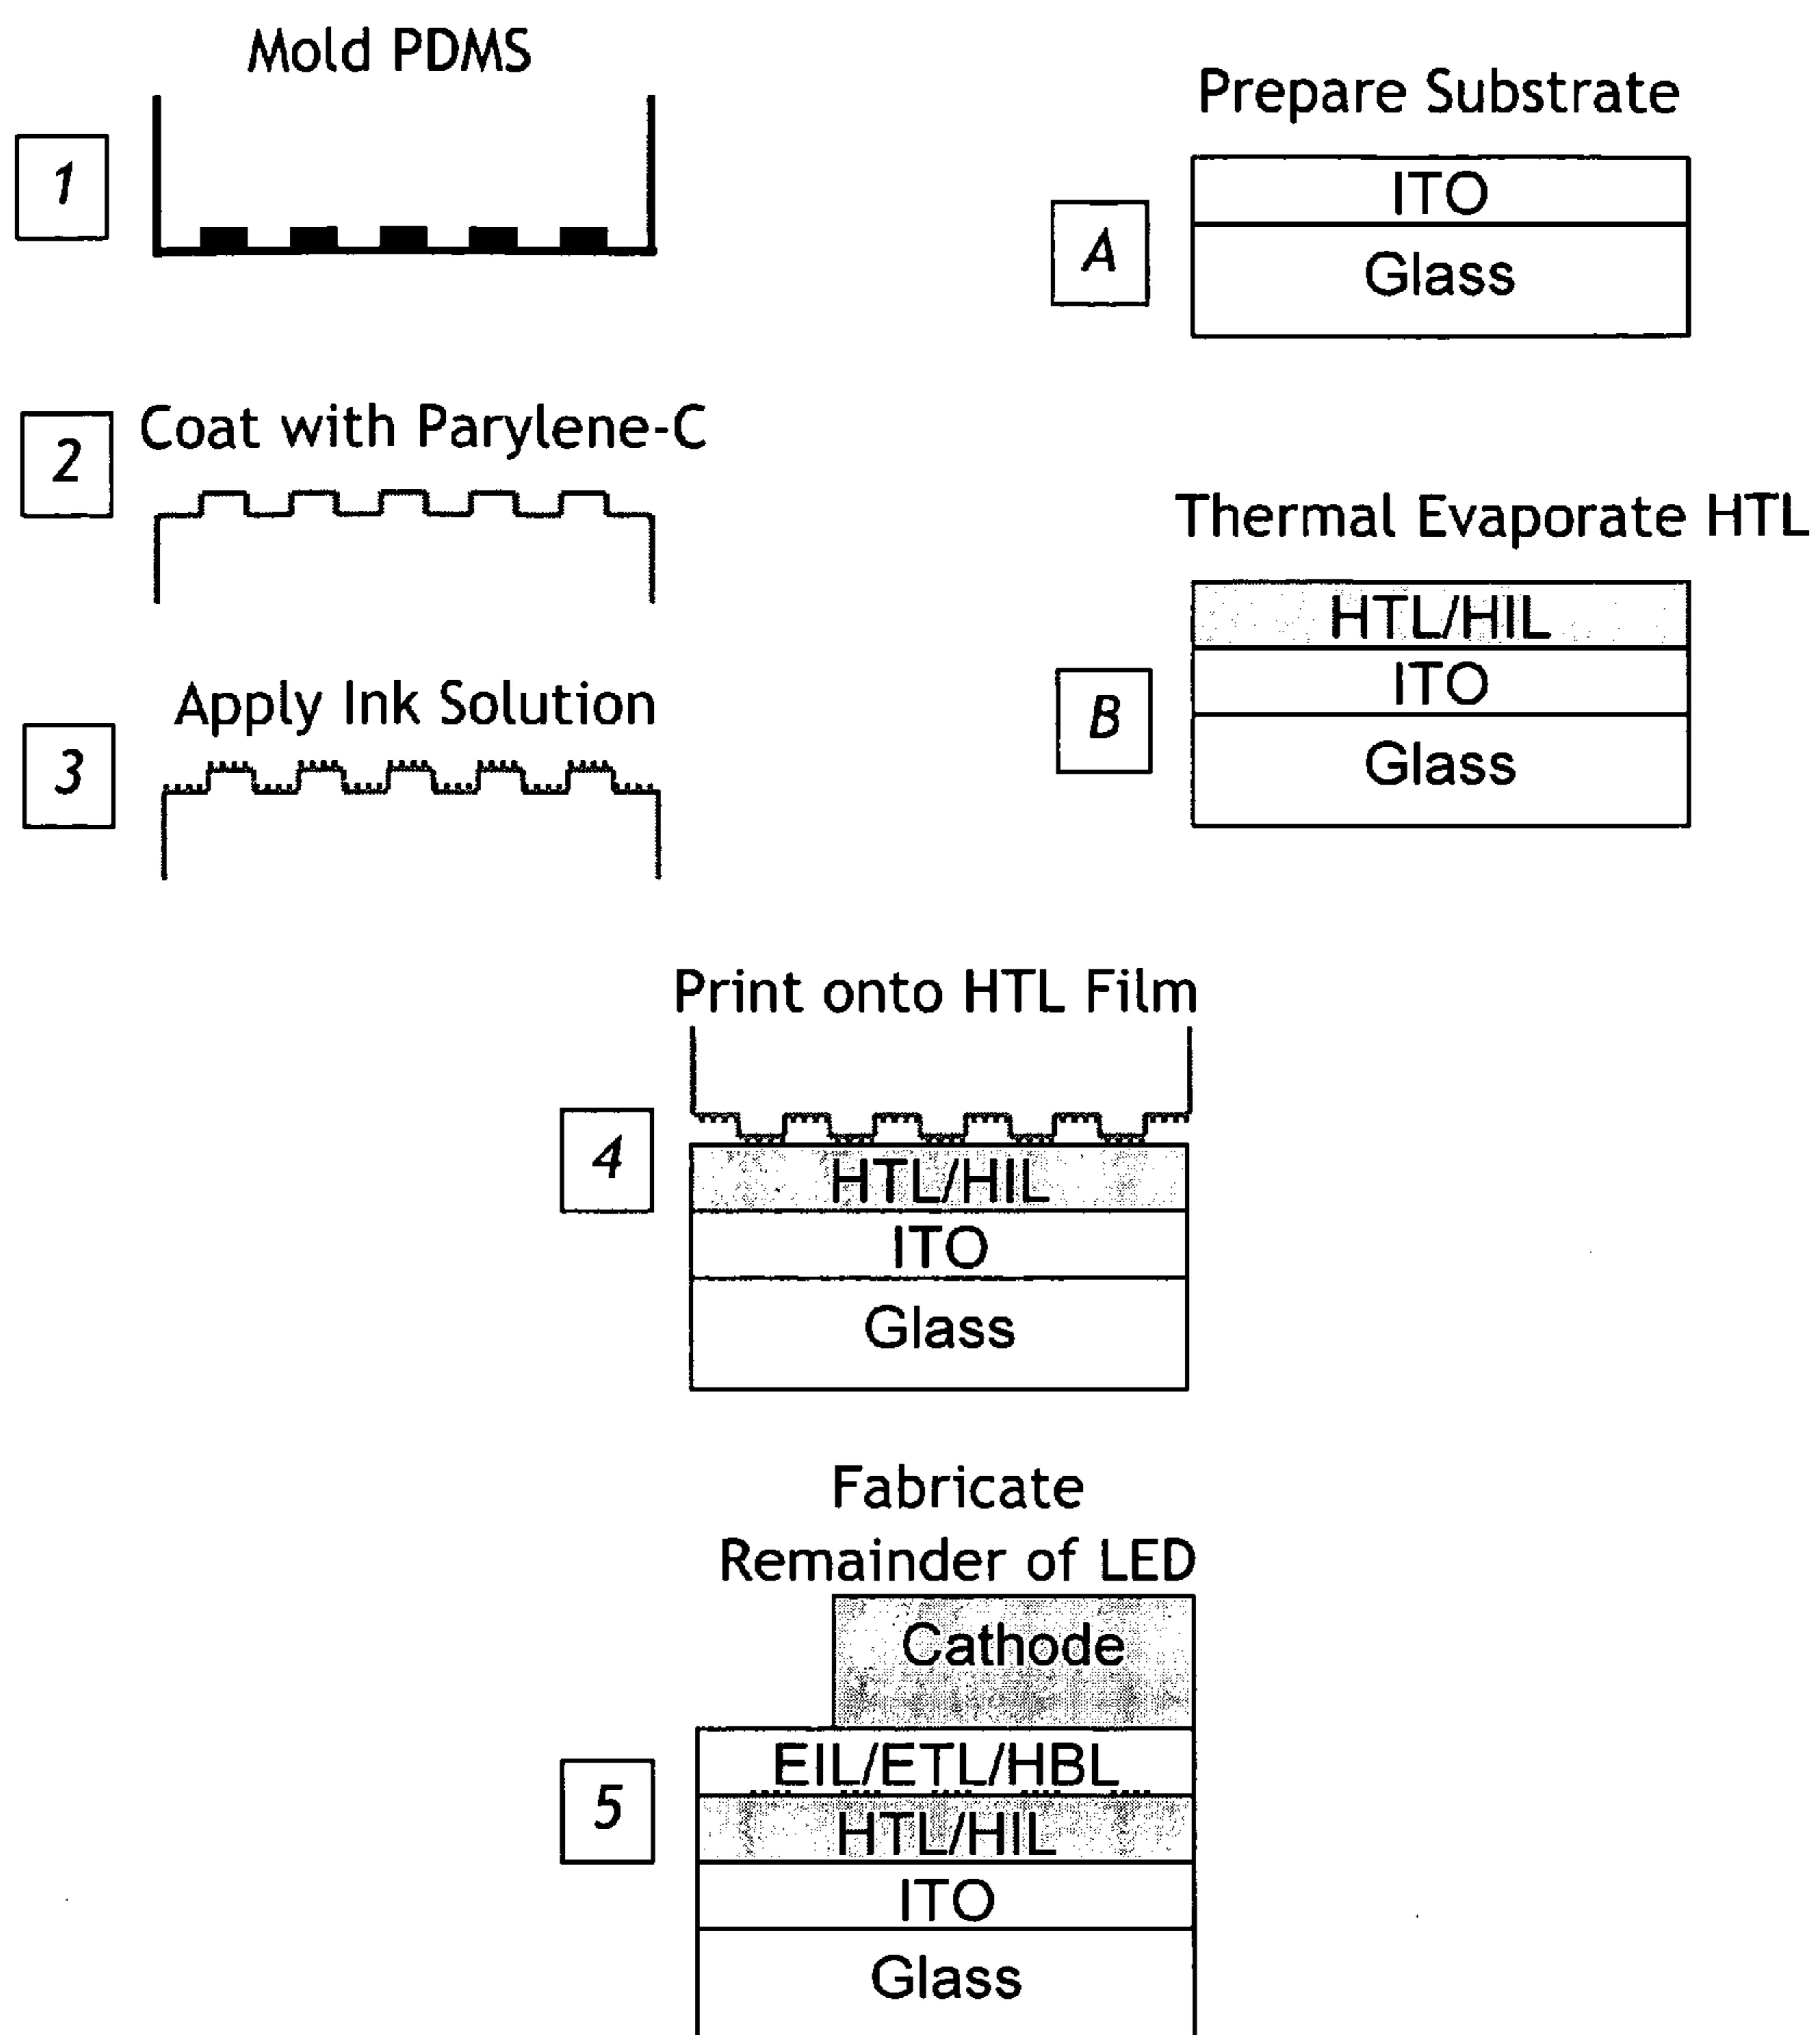 Mold PDMS
1
2
Coat with Parylene-C
3
Apply Ink Solution
Prepare Substrate
A
ITO
Glass
Thermal Evaporate HTL
B
HTL/HIL
ITO
Glass
Print onto HTL Film
4
HTL/HIL
ITO
Glass
Fabricate
Remainder of LED
Cathode
5
EIL/ETL/HBL
HTL/HIL
ITO
Glass